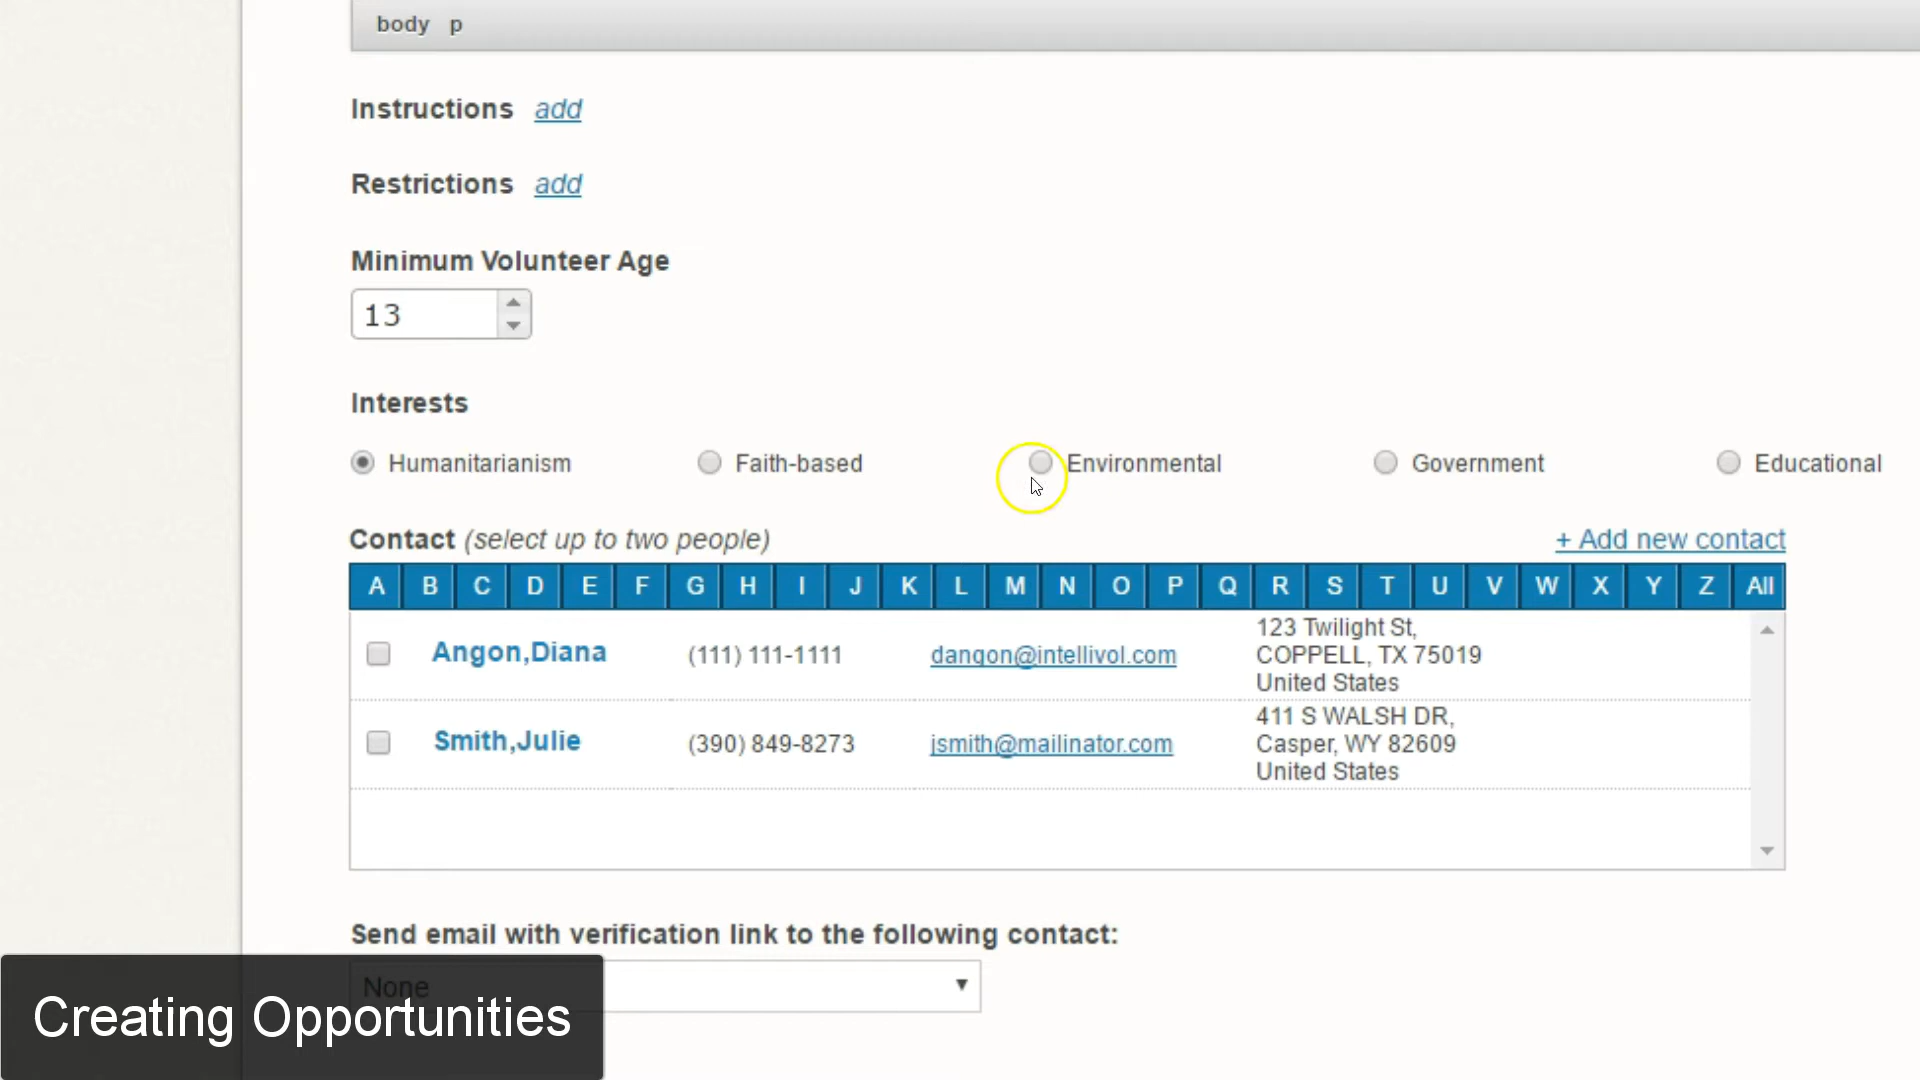 body p
Instructions add
Restrictions add
Minimum Volunteer Age
13
Interests
Humanitarianism Faith-based Environmental Government Educational
Contact (select up to two people) + Add new contact
A B C D E F G H I J K L M N O P Q R S T U V W X Y Z All
123 Twilight St,
Angon,Diana (111) 111-1111 dangon@intellivol.com COPPELL, TX 75019
United States
411 S WALSH DR,
Smith,Julie (390) 849-8273 jsmith@mailinator.com Casper, WY 82609
United States
Send email with verification link to the following contact:
None
Creating Opportunities